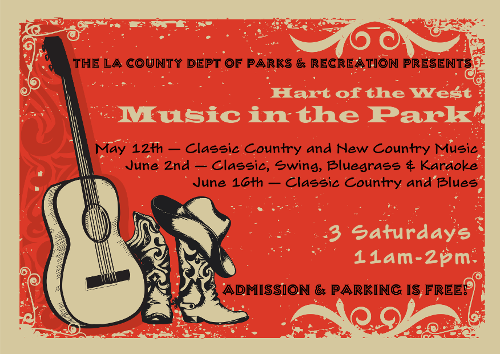 THE LA COUNTY DEPT OF PARKS & RECREATION PRESENTS
Hart of the West
Music in the Park
May 12th — Classic Country and New Country Music
June 2nd — Classic, Swing, Bluegrass & Karaoke
June 16th — Classic Country and Blues
3 Saturdays
11am-2pm
ADMISSION & PARKING IS FREE!